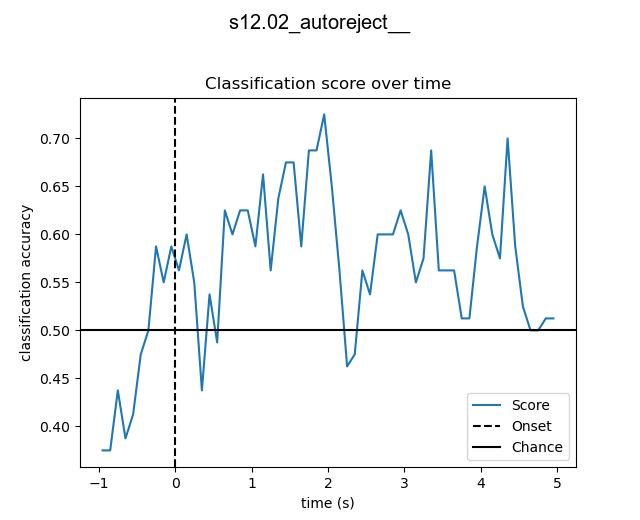 s12.02_autoreject__
Classification score over time
classification accuracy
0.70
0.65
0.60
0.55
0.50
0.45
0.40
Score
Onset
Chance
−1
0
1
2
3
4
5
time (s)